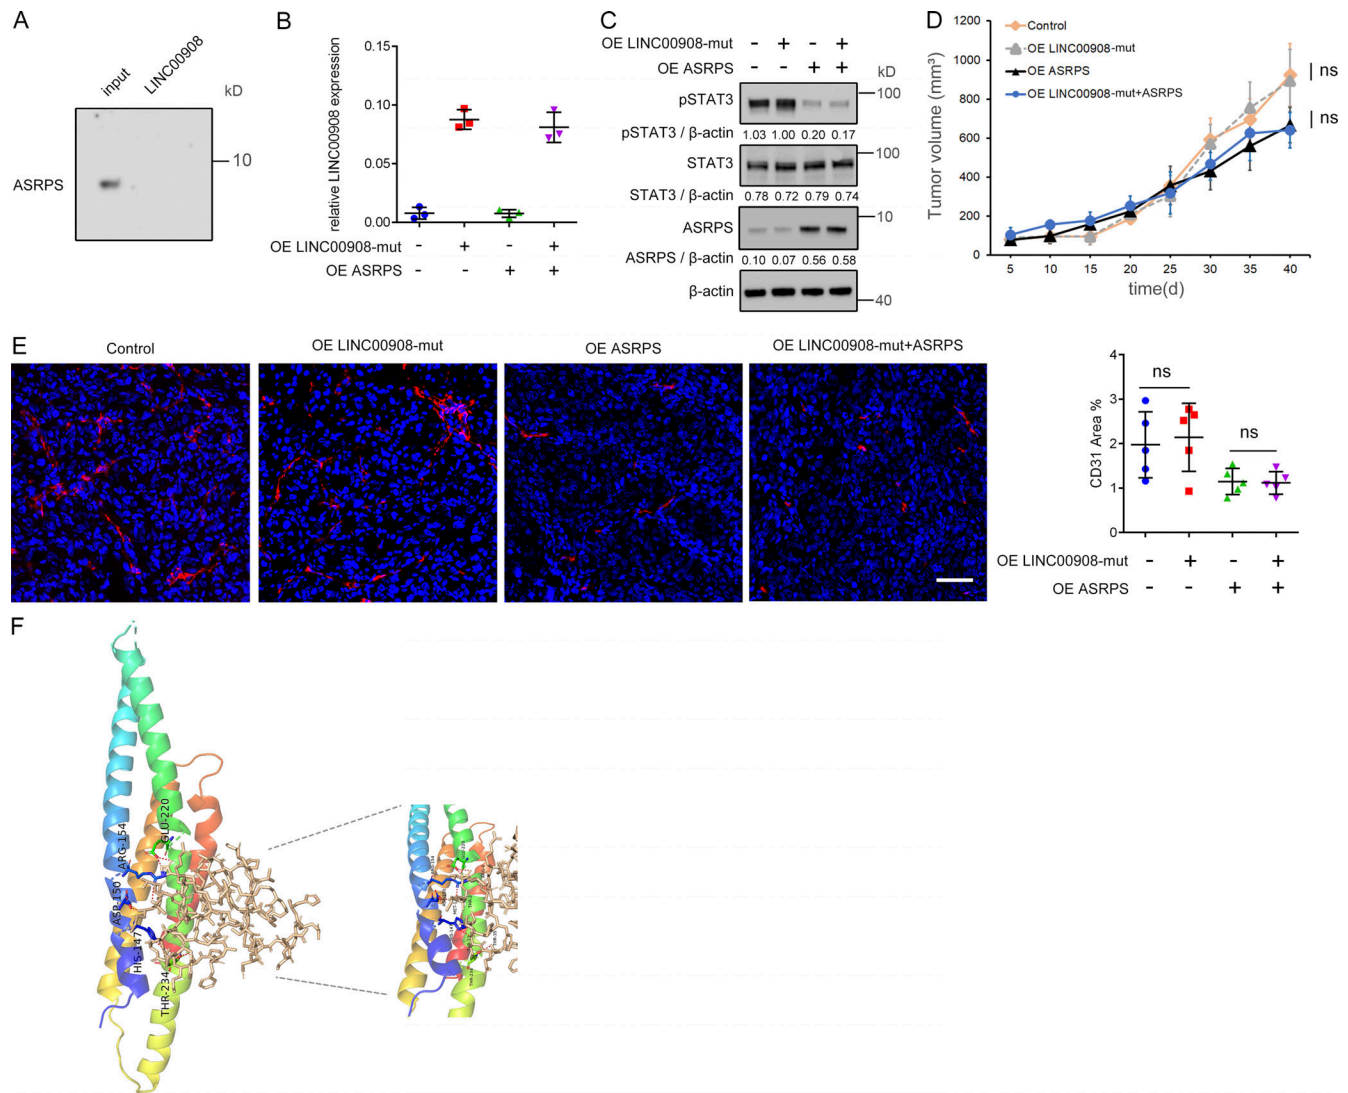 A
input
LINC00908
kD
10
ASRPS
B
relative LINC00908 expression
0.15
0.10
0.05
0.00
OE LINC00908-mut - + - +
OE ASRPS - - + +
C
OE LINC00908-mut - + - +
OE ASRPS - - + +
kD
pSTAT3
100
pSTAT3 / β-actin 1.03 1.00 0.20 0.17
STAT3
100
STAT3 / β-actin 0.78 0.72 0.79 0.74
ASRPS
10
ASRPS / β-actin 0.10 0.07 0.56 0.58
β-actin
40
D
Tumor volume (mm³)
1200
1000
800
600
400
200
0
5 10 15 20 25 30 35 40
time(d)
Control
OE LINC00908-mut
OE ASRPS
OE LINC00908-mut+ASRPS
ns
ns
E
Control
OE LINC00908-mut
OE ASRPS
OE LINC00908-mut+ASRPS
CD31 Area %
4
3
2
1
0
ns
ns
OE LINC00908-mut - + - +
OE ASRPS - - + +
F
GLU-220
ARG-154
ASP-150
HIS-147
THR-234